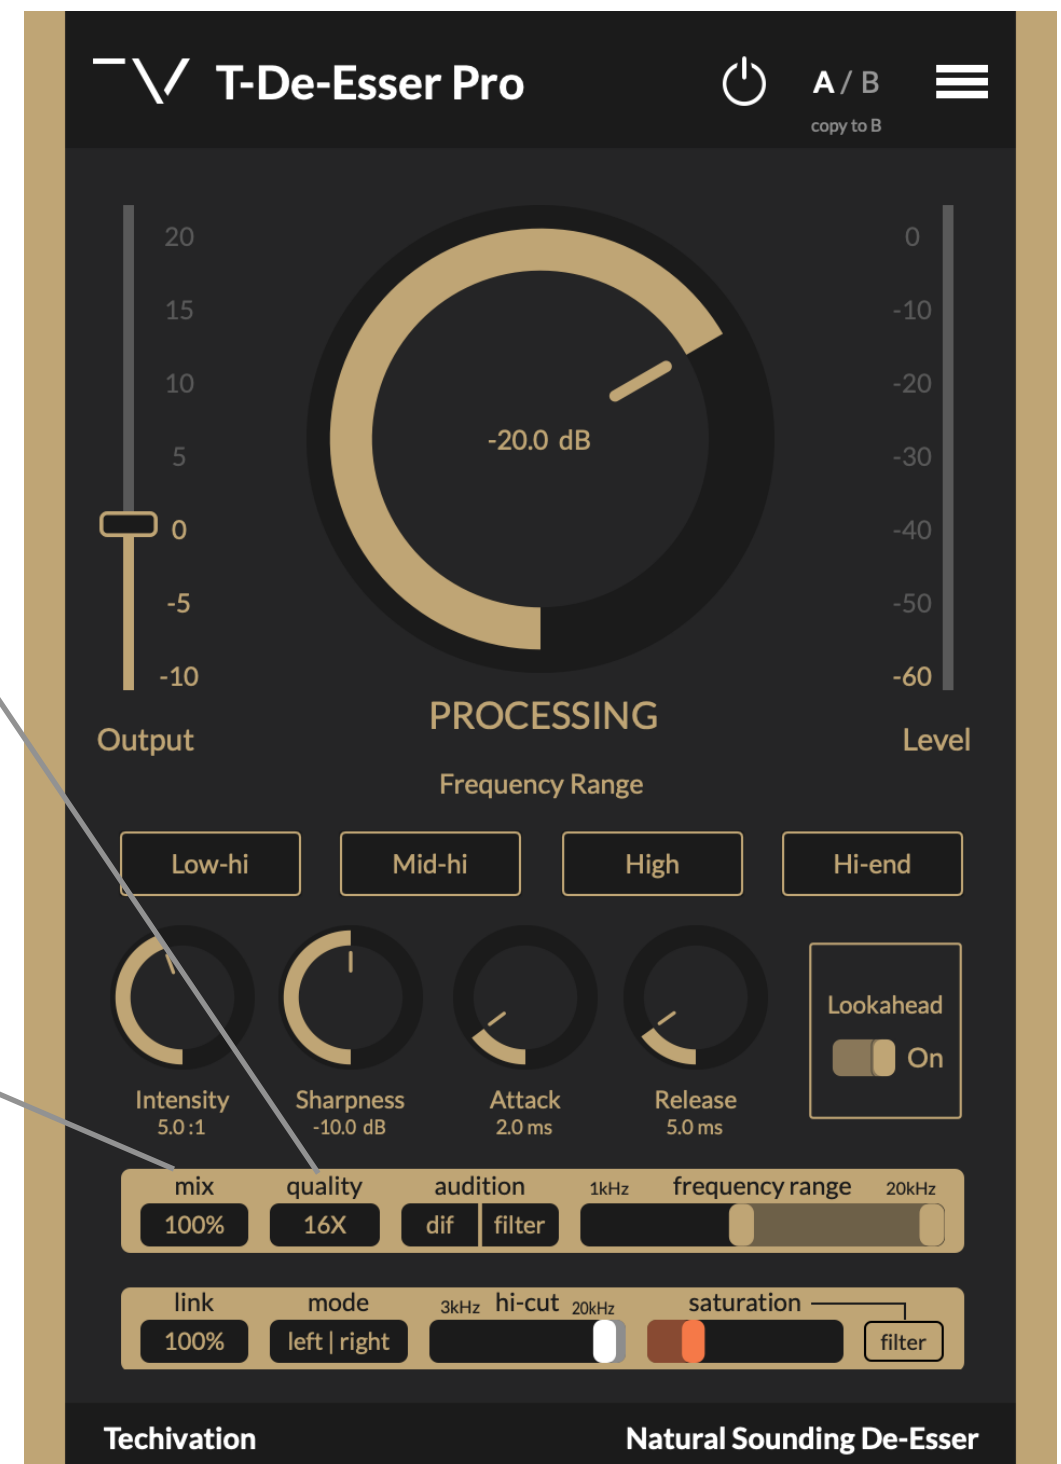 T-De-Esser Pro
A / B
copy to B
20
15
10
5
0
-5
-10
Output
-20.0 dB
PROCESSING
0
-10
-20
-30
-40
-50
-60
Level
Frequency Range
Low-hi Mid-hi High Hi-end
Intensity
5.0 :1
Sharpness
-10.0 dB
Attack
2.0 ms
Release
5.0 ms
Lookahead
On
mix quality audition 1kHz frequency range 20kHz
100% 16X dif filter
link mode 3kHz hi-cut 20kHz saturation
100% left | right filter
Techivation Natural Sounding De-Esser